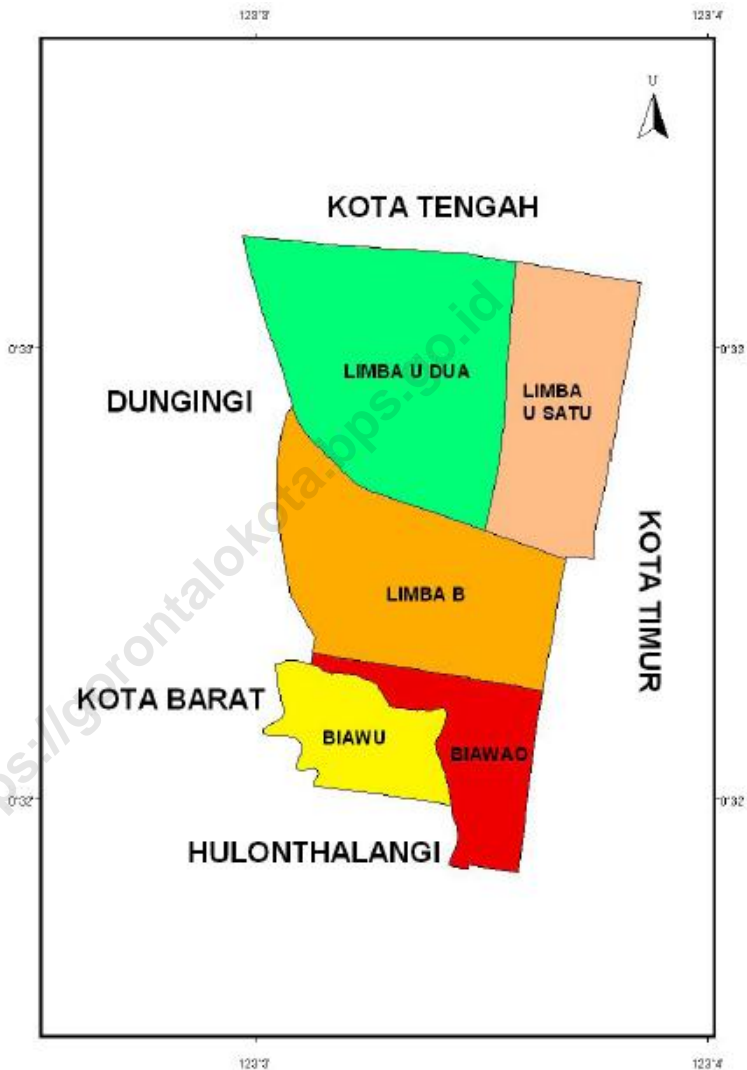 123°3' 123°4'
U
KOTA TENGAH
0°33' 0°33'
LIMBA U DUA
LIMBA
U SATU
DUNGINGI
KOTA TIMUR
LIMBA B
KOTA BARAT
BIAWU
BIAWAO
0°32' 0°32'
HULONTHALANGI
123°3' 123°4'
ps://gorontalokota.bps.go.id